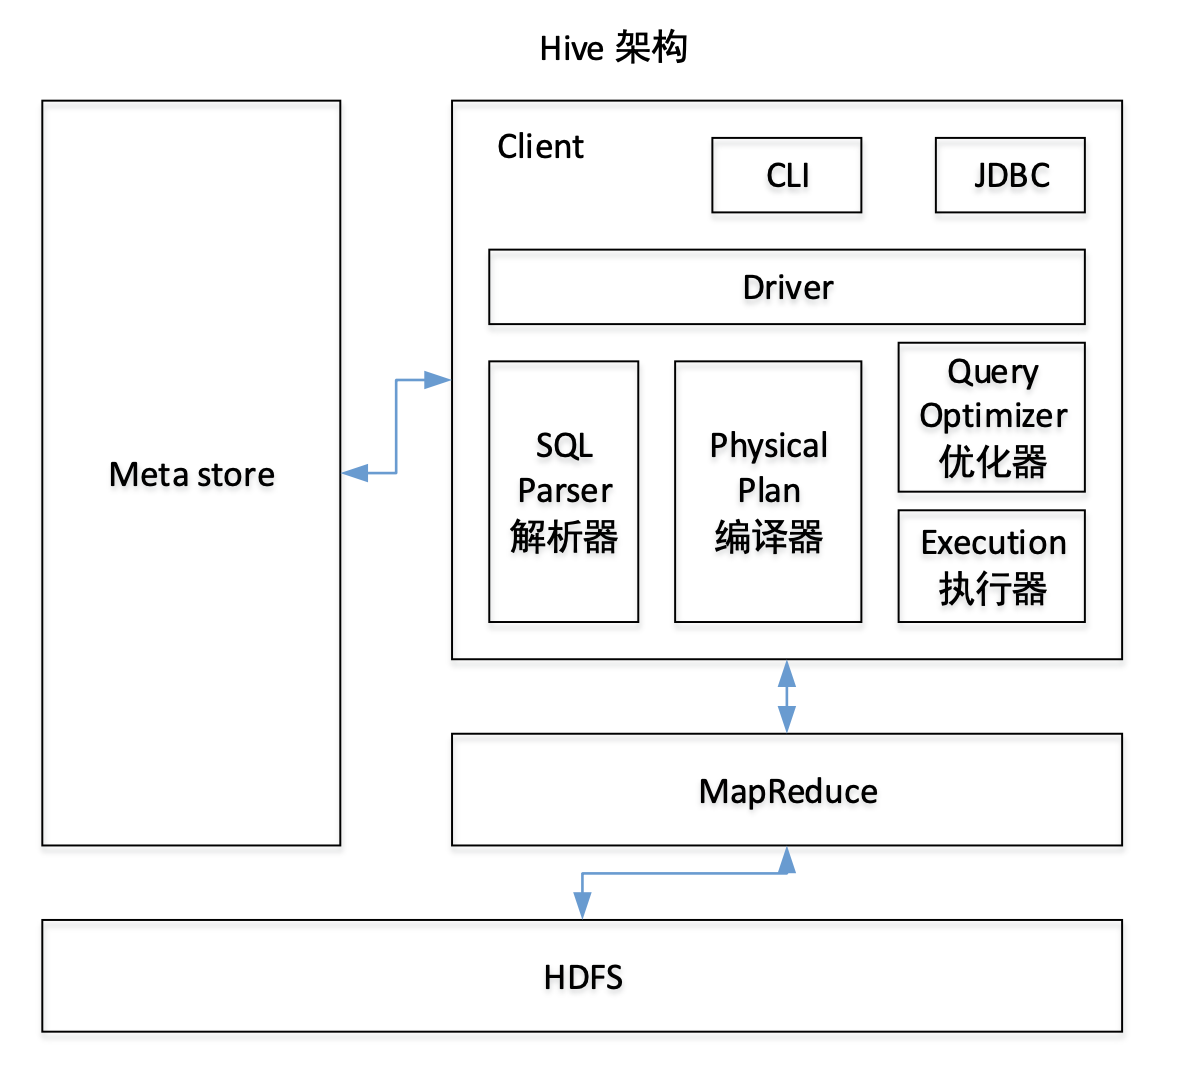 Hive 架构
Client
CLI
JDBC
Driver
Meta store
SQL
Parser
解析器
Physical
Plan
编译器
Query
Optimizer
优化器
Execution
执行器
MapReduce
HDFS